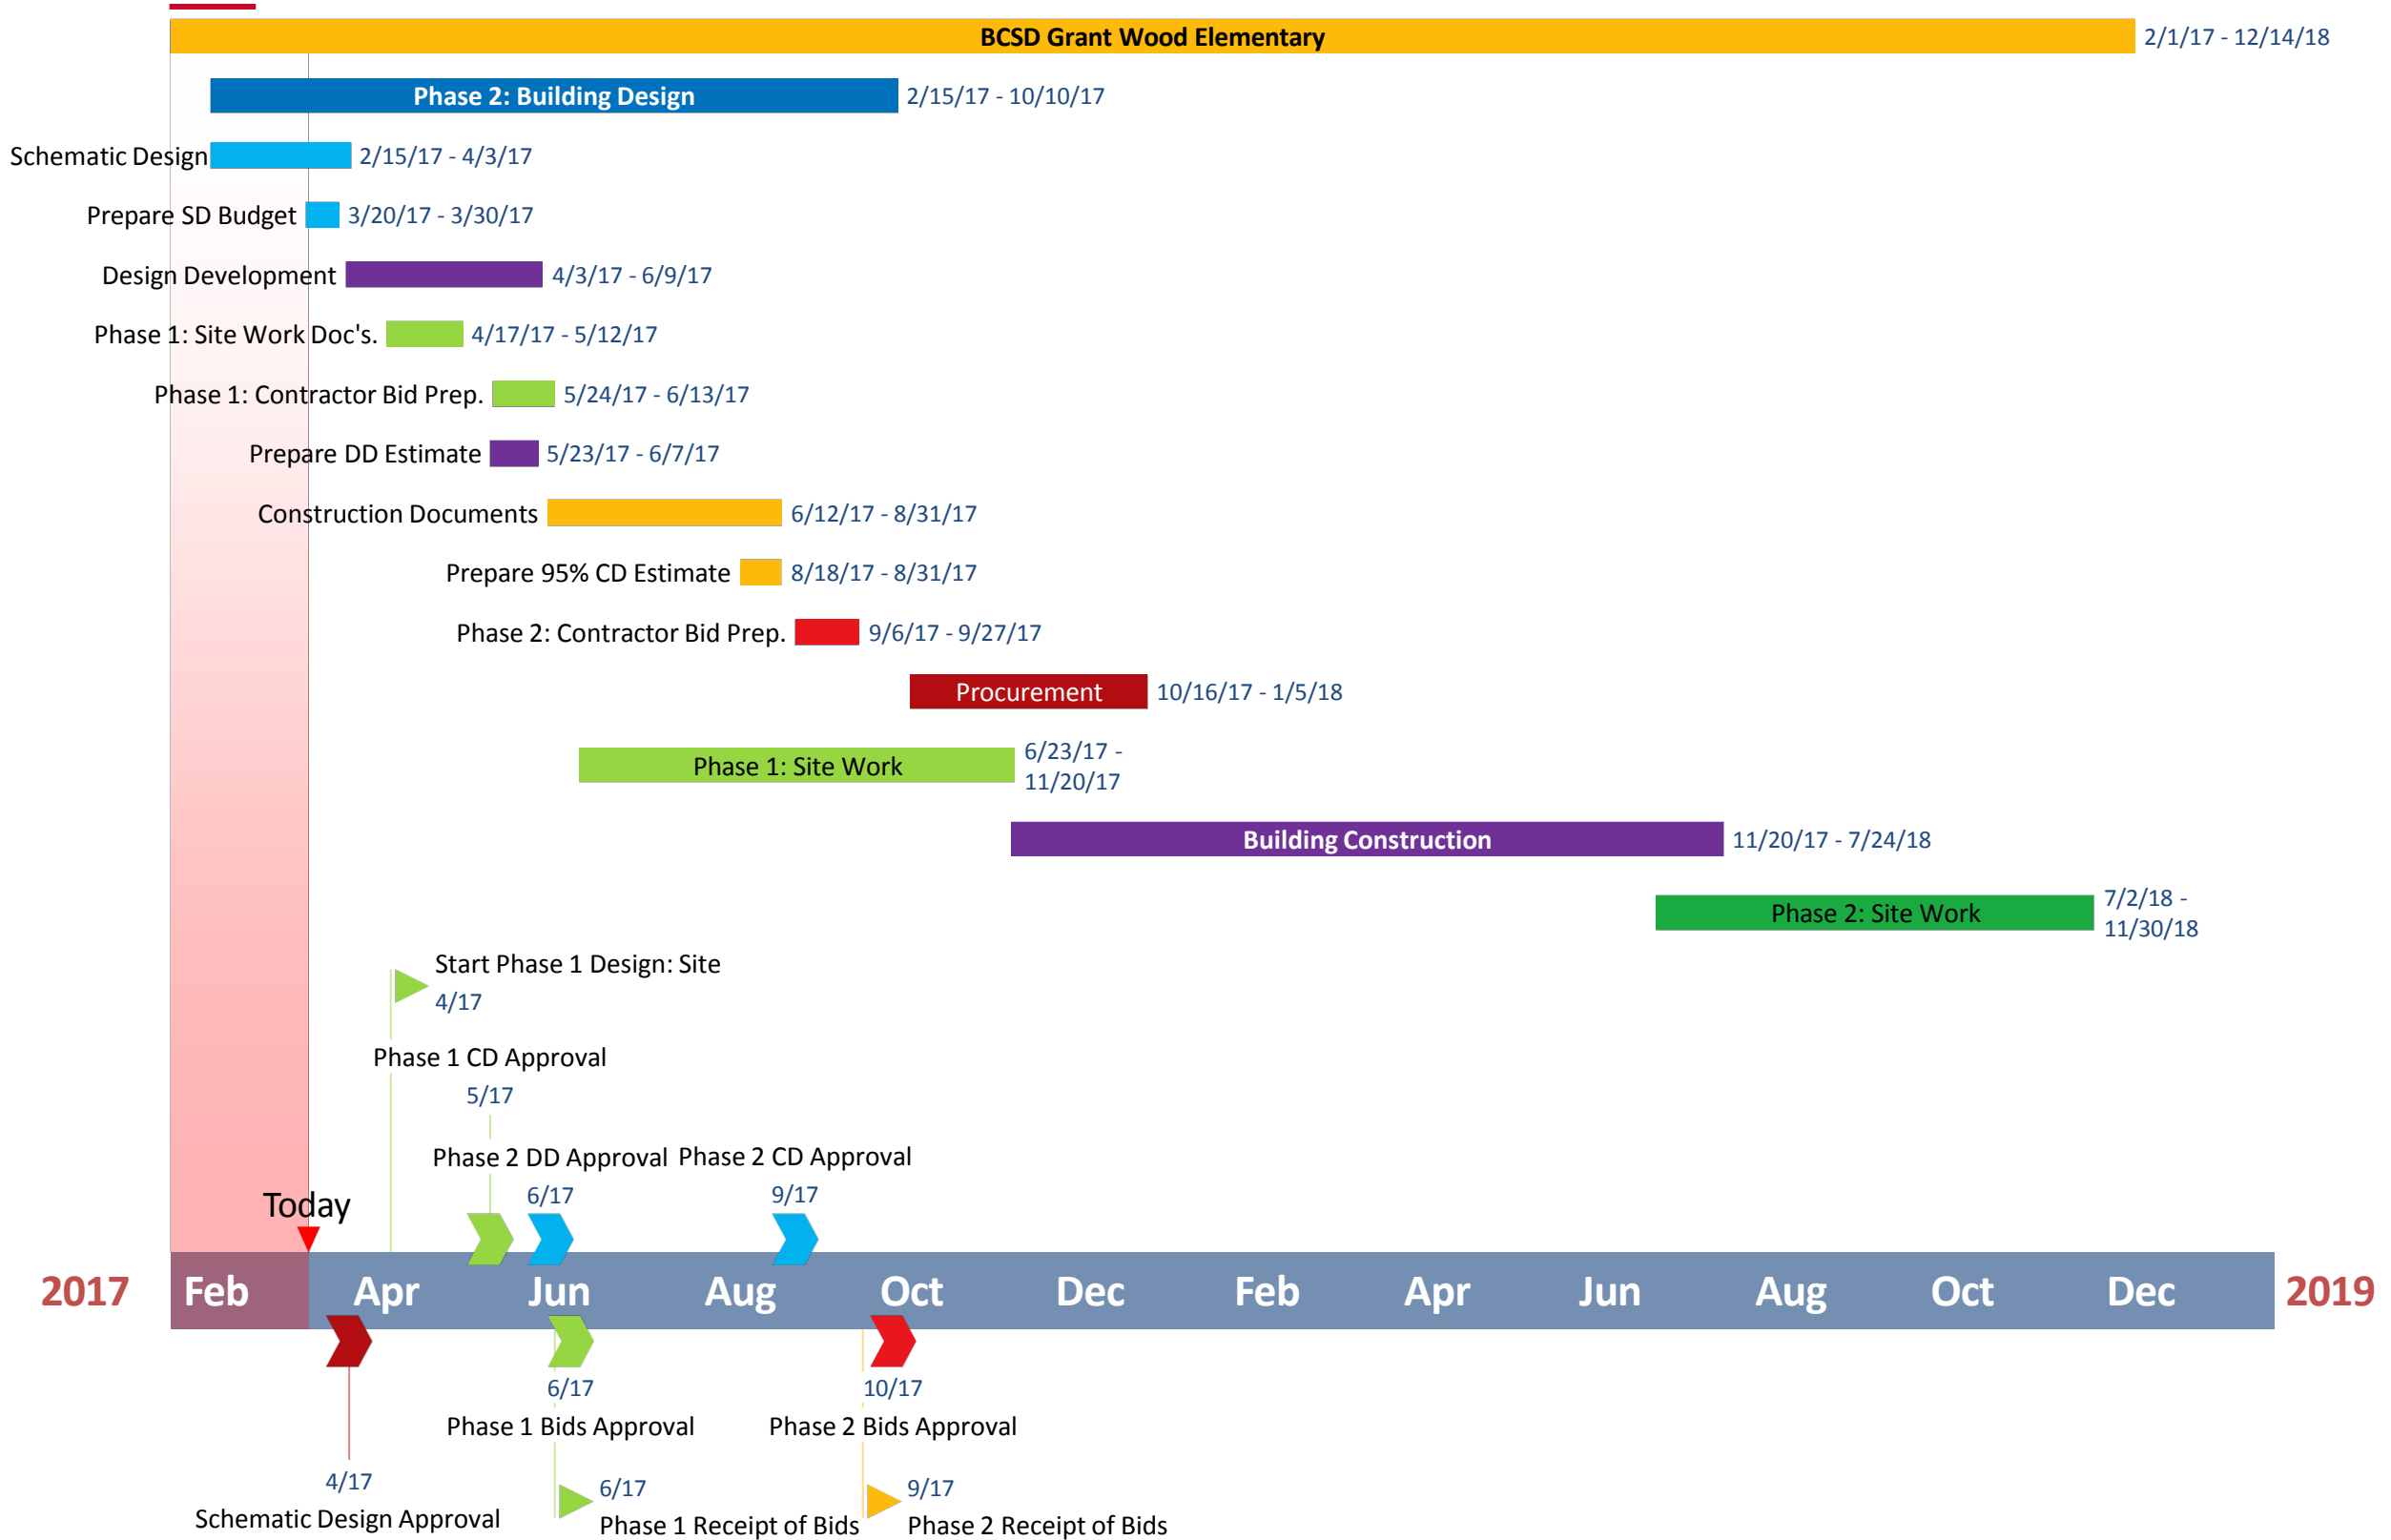 BCSD Grant Wood Elementary 2/1/17 - 12/14/18
Phase 2: Building Design 2/15/17 - 10/10/17
Schematic Design 2/15/17 - 4/3/17
Prepare SD Budget 3/20/17 - 3/30/17
Design Development 4/3/17 - 6/9/17
Phase 1: Site Work Doc's. 4/17/17 - 5/12/17
Phase 1: Contractor Bid Prep. 5/24/17 - 6/13/17
Prepare DD Estimate 5/23/17 - 6/7/17
Construction Documents 6/12/17 - 8/31/17
Prepare 95% CD Estimate 8/18/17 - 8/31/17
Phase 2: Contractor Bid Prep. 9/6/17 - 9/27/17
Procurement 10/16/17 - 1/5/18
Phase 1: Site Work 6/23/17 -
11/20/17
Building Construction 11/20/17 - 7/24/18
Phase 2: Site Work 7/2/18 -
11/30/18
Start Phase 1 Design: Site
4/17
Phase 1 CD Approval
5/17
Phase 2 DD Approval Phase 2 CD Approval
6/17 9/17
Today
2017 Feb Apr Jun Aug Oct Dec Feb Apr Jun Aug Oct Dec 2019
6/17 10/17
Phase 1 Bids Approval Phase 2 Bids Approval
4/17 6/17 9/17
Schematic Design Approval Phase 1 Receipt of Bids Phase 2 Receipt of Bids